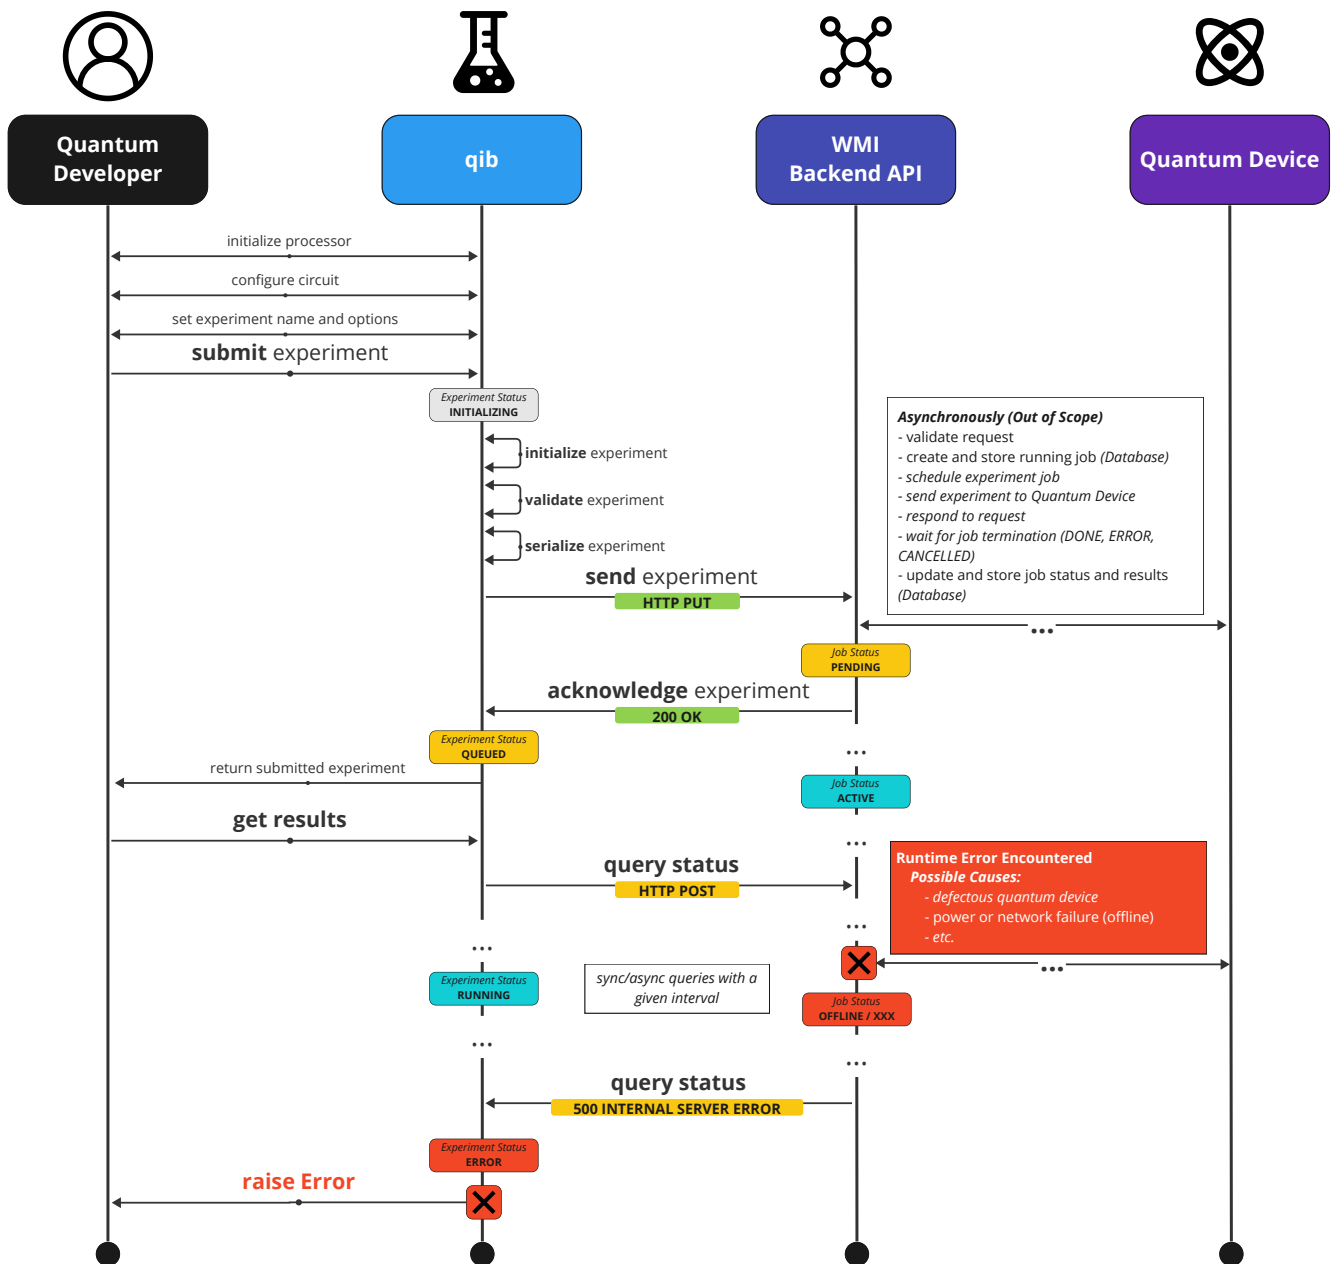 Quantum
Developer
qib
WMI
Backend API
Quantum Device
initialize processor
configure circuit
set experiment name and options
submit experiment
Experiment Status
INITIALIZING
initialize experiment
validate experiment
serialize experiment
Asynchronously (Out of Scope)
- validate request
- create and store running job (Database)
- schedule experiment job
- send experiment to Quantum Device
- respond to request
- wait for job termination (DONE, ERROR,
CANCELLED)
- update and store job status and results
(Database)
send experiment
HTTP PUT
...
Job Status
PENDING
acknowledge experiment
200 OK
Experiment Status
QUEUED
...
return submitted experiment
Job Status
ACTIVE
get results
...
query status
HTTP POST
Runtime Error Encountered
Possible Causes:
- defectous quantum device
- power or network failure (offline)
- etc.
...
...
...
Experiment Status
RUNNING
sync/async queries with a
given interval
Job Status
OFFLINE / XXX
...
...
query status
500 INTERNAL SERVER ERROR
Experiment Status
ERROR
raise Error